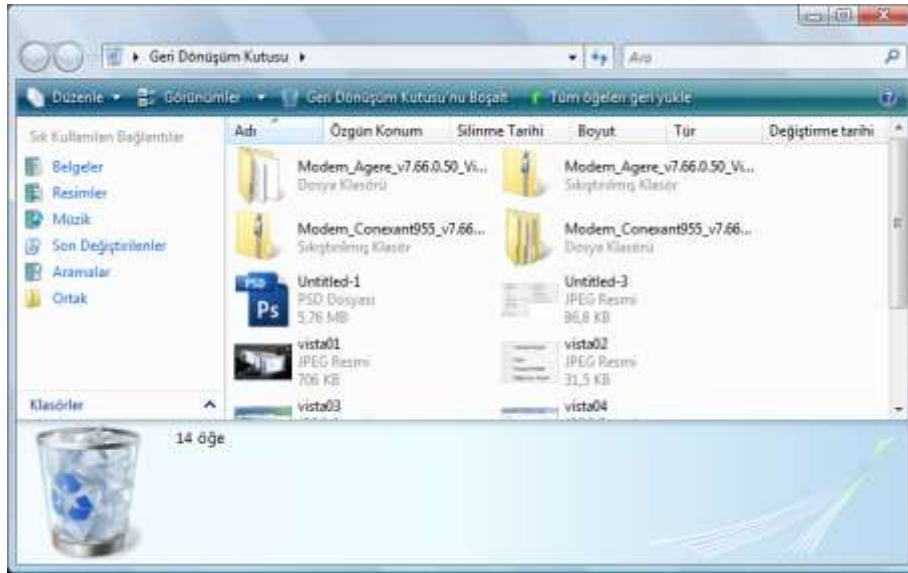 Geri Dönüşüm Kutusu
Ara
Düzenle Görünümler Geri Dönüşüm Kutusu'nu Boşalt Tüm öğeleri geri yükle
Sık Kullanılan Bağlantılar
Belgeler
Resimler
Müzik
Son Değiştirilenler
Aramalar
Ortak
Klasörler
Adı Özgün Konum Silinme Tarihi Boyut Tür Değiştirme tarihi
Modem_Agere_v7.66.0.50_Vi... Modem_Agere_v7.66.0.50_Vi...
Dosya Klasörü Sıkıştırılmış Klasör
Modem_Conexant955_v7.66... Modem_Conexant955_v7.66...
Sıkıştırılmış Klasör Dosya Klasörü
PSD
Ps
Untitled-1 Untitled-3
PSD Dosyası JPEG Resmi
5,76 MB 86,8 KB
vista01 vista02
JPEG Resmi JPEG Resmi
706 KB 31,5 KB
vista03 vista04
14 öğe